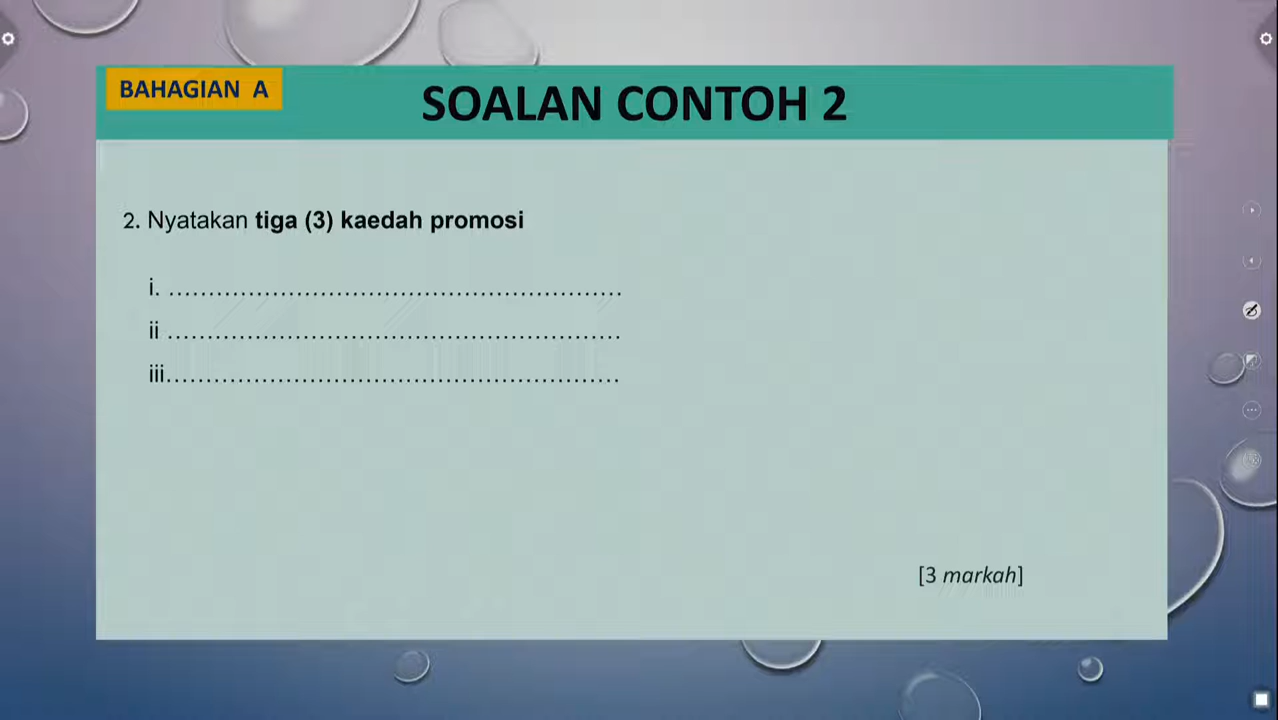 BAHAGIAN A
SOALAN CONTOH 2
2. Nyatakan tiga (3) kaedah promosi
i. ……………………………………………………
ii ……………………………………………………
iii……………………………………………………
[3 markah]